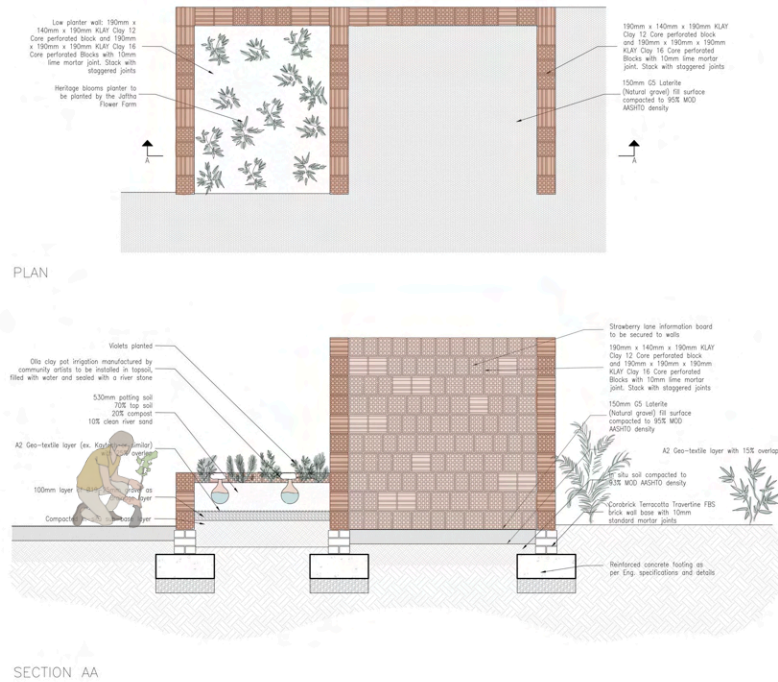 Low planter wall: 190mm x
140mm x 190mm KLAY Clay 12
Core perforated block and 190mm
x 190mm x 190mm KLAY Clay 16
Core perforated Blocks with 10mm
lime mortar joint. Stack with
staggered joints
Heritage blooms planter to
be planted by the Jaftha
Flower Farm
190mm x 140mm x 190mm KLAY
Clay 12 Core perforated block
and 190mm x 190mm x 190mm
KLAY Clay 16 Core perforated
Blocks with 10mm lime mortar
joint. Stack with staggered joints
150mm G5 Laterite
(Natural gravel) fill surface
compacted to 95% MOD
AASHTO density
A
A
PLAN
Violets planted
Olla clay pot irrigation manufactured by
community artists to be installed in topsoil,
filled with water and sealed with a river stone
530mm potting soil
70% top soil
20% compost
10% clean river sand
A2 Geo-textile layer (ex.
100mm layer
layer
Compacted
base layer
Strawberry lane information board
to be secured to walls
190mm x 140mm x 190mm KLAY
Clay 12 Core perforated block
and 190mm x 190mm x 190mm
KLAY Clay 16 Core perforated
Blocks with 10mm lime mortar
joint. Stack with staggered joints
150mm G5 Laterite
(Natural gravel) fill surface
compacted to 95% MOD
AASHTO density
A2 Geo-textile layer with 15% overlap
In situ soil compacted to
93% MOD AASHTO density
Corobrick Terracotta Travertine FBS
brick wall base with 10mm
standard mortar joints
Reinforced concrete footing as
per Eng. specifications and details
SECTION AA